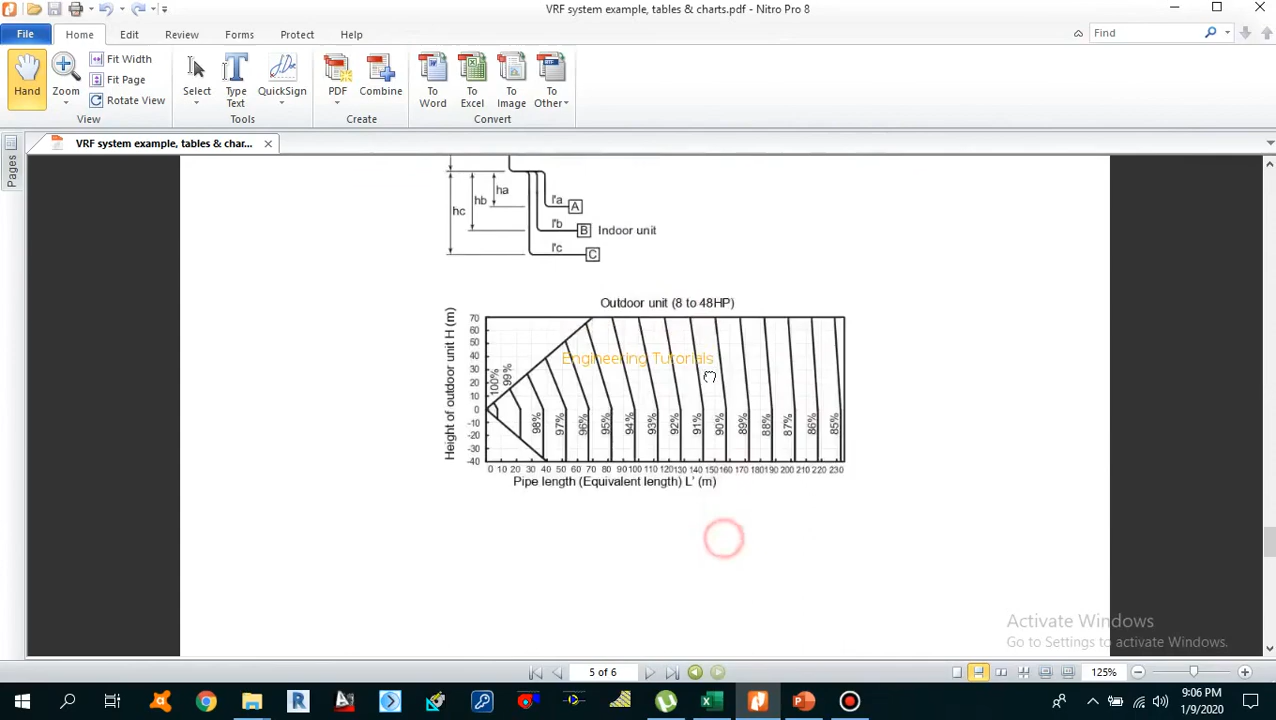 VRF system example, tables & charts.pdf - Nitro Pro 8
File Home Edit Review Forms Protect Help Find
Hand Zoom Fit Width Fit Page Rotate View Select Type Text QuickSign PDF Combine To Word To Excel To Image To Other
View Tools Create Convert
VRF system example, tables & char...
Pages
ha
hb
hc
l'a A
l'b B Indoor unit
l'c C
Outdoor unit (8 to 48HP)
Height of outdoor unit H (m)
70
60
50
40
30
20
10
0
-10
-20
-30
-40
Engineering Tutorials
100% 99% 98% 97% 96% 95% 94% 93% 92% 91% 90% 89% 88% 87% 86% 85%
0 10 20 30 40 50 60 70 80 90 100 110 120 130 140 150 160 170 180 190 200 210 220 230
Pipe length (Equivalent length) L' (m)
Activate Windows
Go to Settings to activate Windows.
5 of 6 125%
9:06 PM
1/9/2020